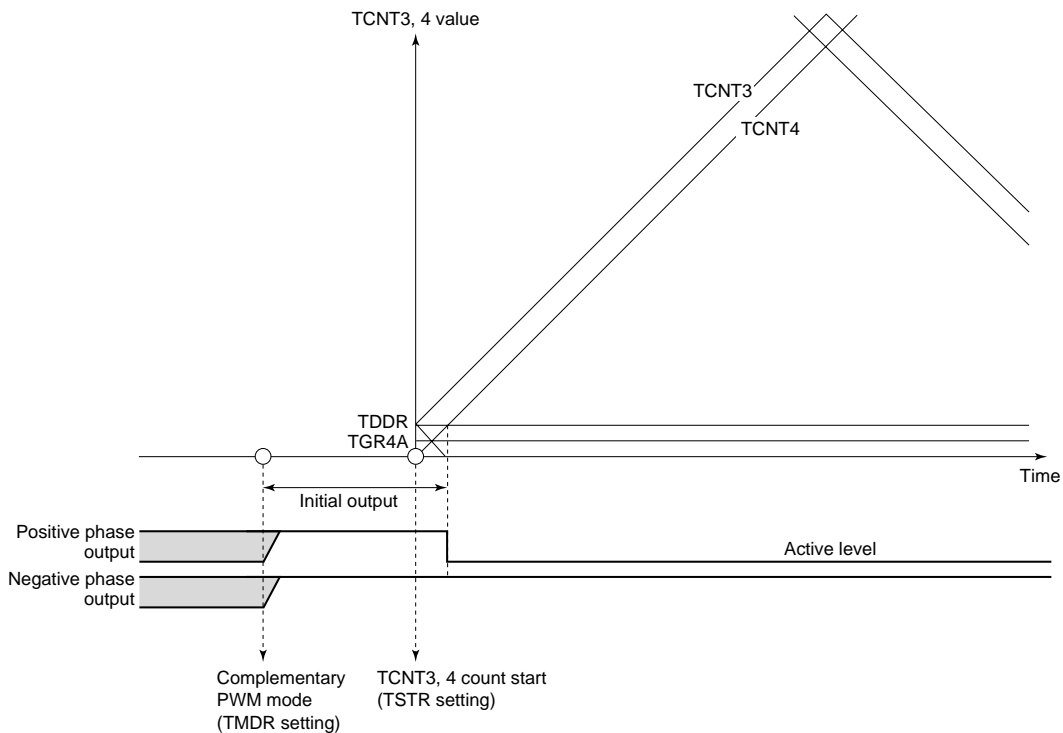 TCNT3, 4 value
TCNT3
TCNT4
TDDR
TGR4A
Time
Initial output
Positive phase
output
Active level
Negative phase
output
Complementary
PWM mode
(TMDR setting)
TCNT3, 4 count start
(TSTR setting)